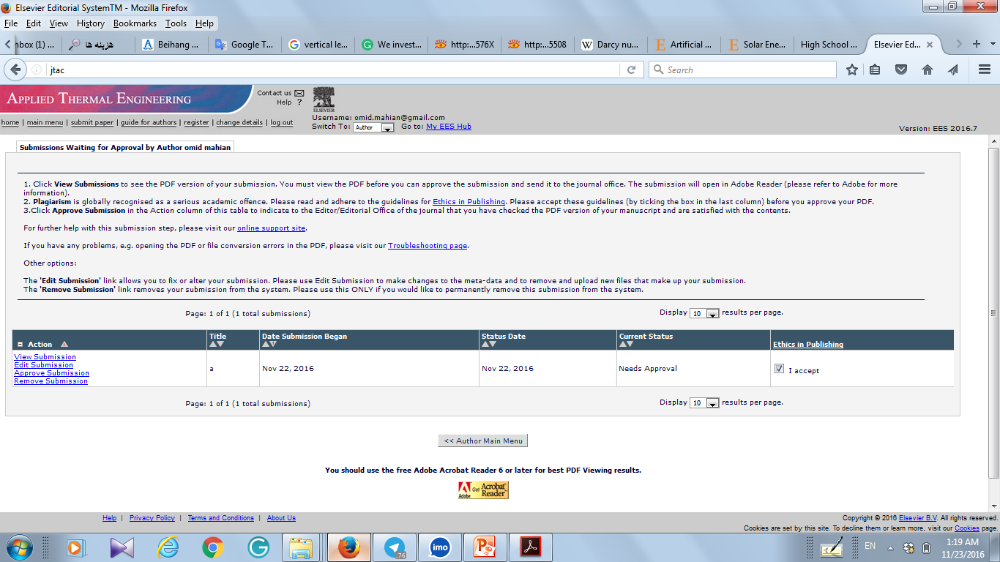 Elsevier Editorial SystemTM - Mozilla Firefox
File Edit View History Bookmarks Tools Help
nbox (1) ... هزینه ها Beihang ... Google T... vertical le... We invest... http:...576X http:...5508 Darcy nu... Artificial ... Solar Ene... High School ... Elsevier Ed...
jtac Search
APPLIED THERMAL ENGINEERING
Contact us
Help ?
ELSEVIER
home | main menu | submit paper | guide for authors | register | change details | log out
Username: omid.mahian@gmail.com
Switch To: Author Go to: My EES Hub
Version: EES 2016.7
Submissions Waiting for Approval by Author omid mahian
1. Click View Submissions to see the PDF version of your submission. You must view the PDF before you can approve the submission and send it to the journal office. The submission will open in Adobe Reader (please refer to Adobe for more
information).
2. Plagiarism is globally recognised as a serious academic offence. Please read and adhere to the guidelines for Ethics in Publishing. Please accept these guidelines (by ticking the box in the last column) before you approve your PDF.
3.Click Approve Submission in the Action column of this table to indicate to the Editor/Editorial Office of the journal that you have checked the PDF version of your manuscript and are satisfied with the contents.
For further help with this submission step, please visit our online support site.
If you have any problems, e.g. opening the PDF or file conversion errors in the PDF, please visit our Troubleshooting page.
Other options:
The 'Edit Submission' link allows you to fix or alter your submission. Please use Edit Submission to make changes to the meta-data and to remove and upload new files that make up your submission.
The 'Remove Submission' link removes your submission from the system. Please use this ONLY if you would like to permanently remove this submission from the system.
Page: 1 of 1 (1 total submissions) Display 10 results per page.
Action Title Date Submission Began Status Date Current Status Ethics in Publishing
View Submission
Edit Submission
Approve Submission
Remove Submission
a Nov 22, 2016 Nov 22, 2016 Needs Approval I accept
Page: 1 of 1 (1 total submissions) Display 10 results per page.
<< Author Main Menu
You should use the free Adobe Acrobat Reader 6 or later for best PDF Viewing results.
Adobe Get Acrobat Reader
Help | Privacy Policy | Terms and Conditions | About Us
Copyright © 2016 Elsevier B.V. All rights reserved.
Cookies are set by this site. To decline them or learn more, visit our Cookies page.
76 imo EN
1:19 AM
11/23/2016